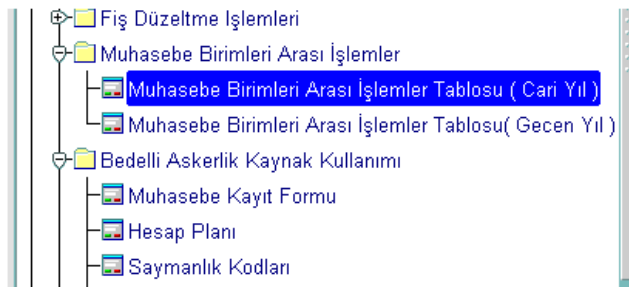 Fiş Düzeltme Işlemleri
Muhasebe Birimleri Arası İşlemler
Muhasebe Birimleri Arası İşlemler Tablosu ( Cari Yıl )
Muhasebe Birimleri Arası İşlemler Tablosu( Gecen Yıl )
Bedelli Askerlik Kaynak Kullanımı
Muhasebe Kayıt Formu
Hesap Planı
Saymanlık Kodları